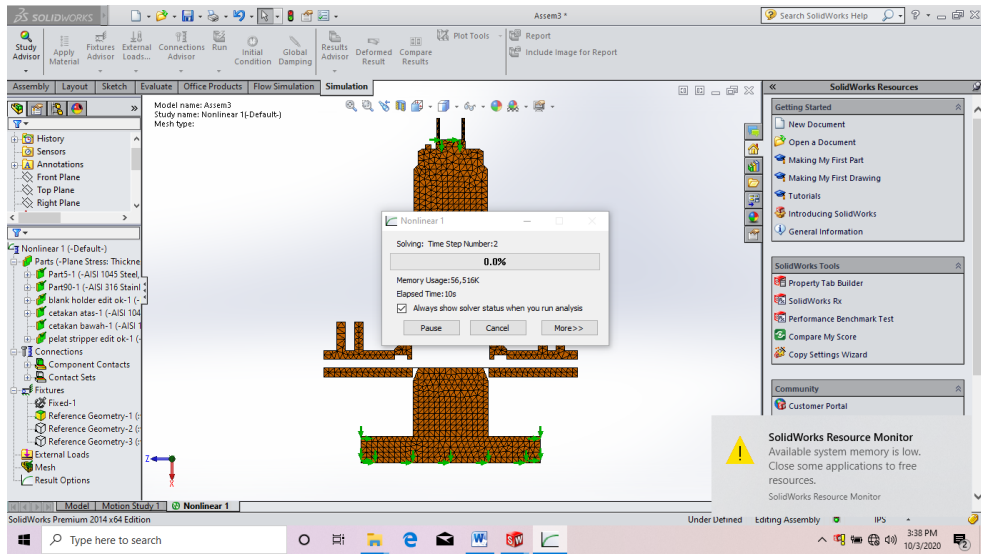 SOLIDWORKS
Assem3 *
Search SolidWorks Help
Study Advisor
Apply Material
Fixtures Advisor
External Loads...
Connections Advisor
Run
Initial Condition
Global Damping
Results Advisor
Deformed Result
Compare Results
Plot Tools
Report
Include Image for Report
Assembly
Layout
Sketch
Evaluate
Office Products
Flow Simulation
Simulation
Model name: Assem3
Study name: Nonlinear 1(-Default-)
Mesh type:
History
Sensors
Annotations
Front Plane
Top Plane
Right Plane
Nonlinear 1 (-Default-)
Parts (-Plane Stress: Thickne
Part5-1 (-AISI 1045 Steel,
Part90-1 (-AISI 316 Stainl
blank holder edit ok-1 (-
cetakan atas-1 (-AISI 104
cetakan bawah-1 (-AISI 1
pelat stripper edit ok-1 (-
Connections
Component Contacts
Contact Sets
Fixtures
Fixed-1
Reference Geometry-1 (:
Reference Geometry-2 (:
Reference Geometry-3 (:
External Loads
Mesh
Result Options
Nonlinear 1
Solving: Time Step Number:2
0.0%
Memory Usage:56,516K
Elapsed Time:10s
Always show solver status when you run analysis
Pause
Cancel
More>>
Z
X
SolidWorks Resources
Getting Started
New Document
Open a Document
Making My First Part
Making My First Drawing
Tutorials
Introducing SolidWorks
General Information
SolidWorks Tools
Property Tab Builder
SolidWorks Rx
Performance Benchmark Test
Compare My Score
Copy Settings Wizard
Community
Customer Portal
SolidWorks Resource Monitor
Available system memory is low.
Close some applications to free
resources.
SolidWorks Resource Monitor
Model
Motion Study 1
Nonlinear 1
SolidWorks Premium 2014 x64 Edition
Under Defined
Editing Assembly
IPS
Type here to search
3:38 PM
10/3/2020